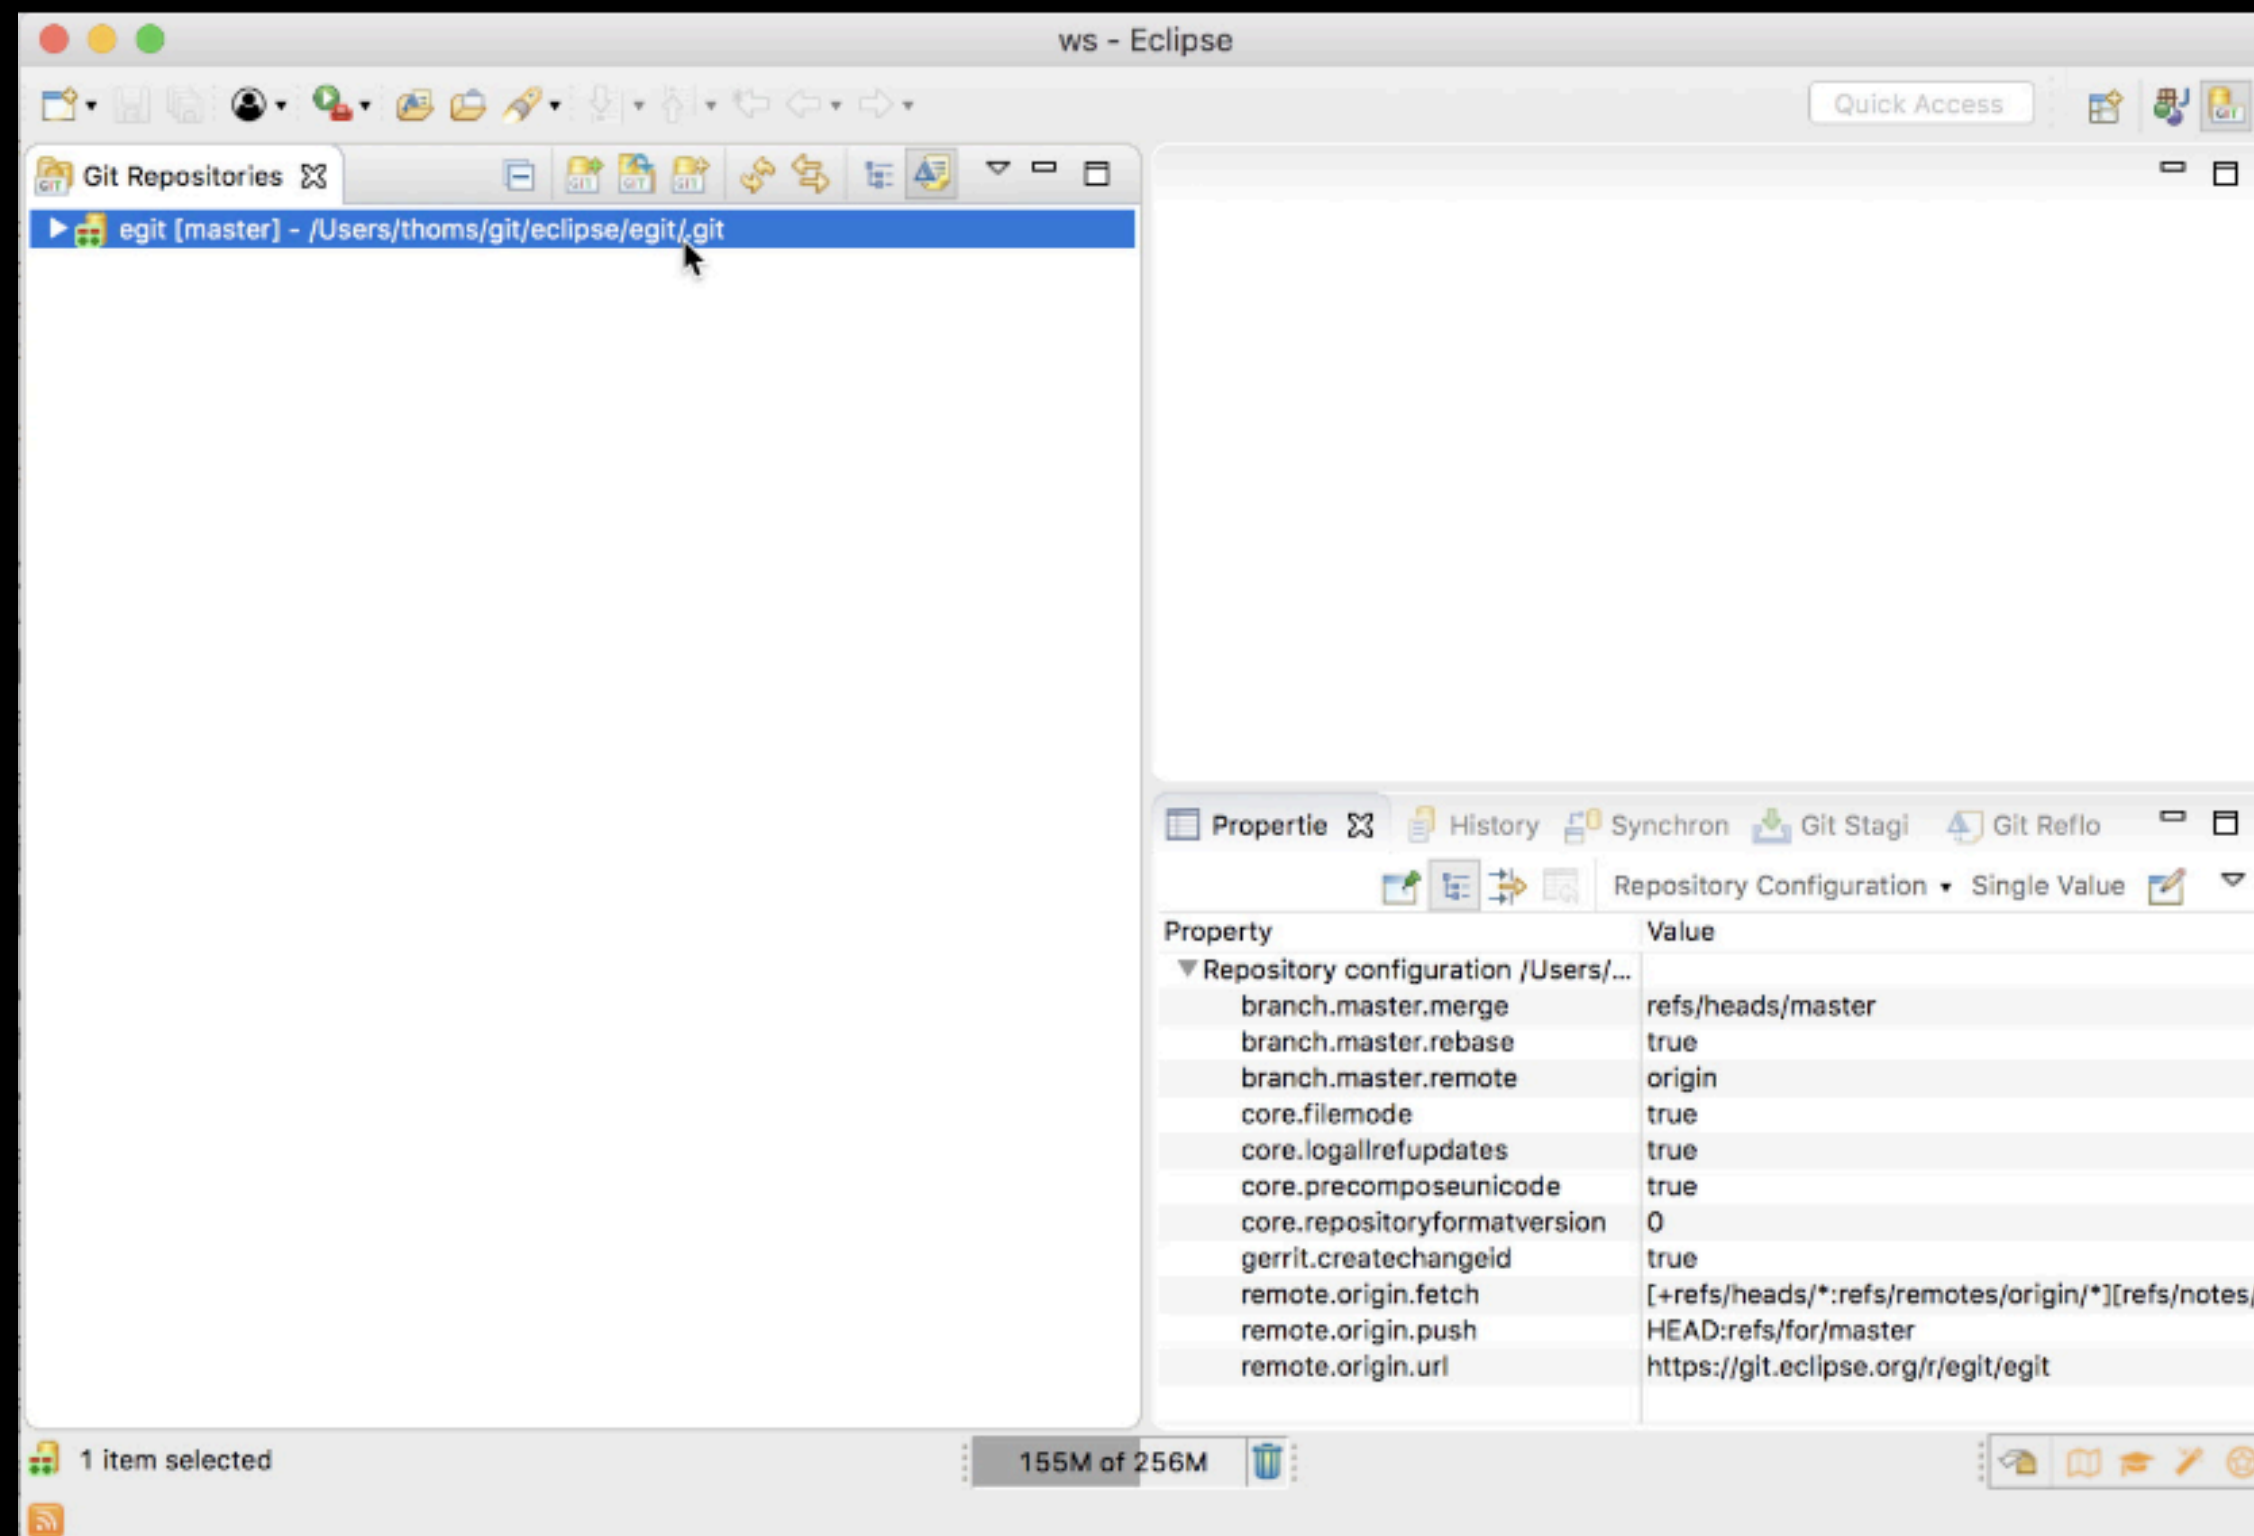 ws - Eclipse
Quick Access
Git Repositories
egit [master] - /Users/thoms/git/eclipse/egit/.git
Propertie History Synchron Git Stagi Git Reflo
Repository Configuration Single Value
Property Value
Repository configuration /Users/...
branch.master.merge refs/heads/master
branch.master.rebase true
branch.master.remote origin
core.filemode true
core.logallrefupdates true
core.precomposeunicode true
core.repositoryformatversion 0
gerrit.createchangeid true
remote.origin.fetch [+refs/heads/*:refs/remotes/origin/*][refs/notes/
remote.origin.push HEAD:refs/for/master
remote.origin.url https://git.eclipse.org/r/egit/egit
1 item selected 155M of 256M